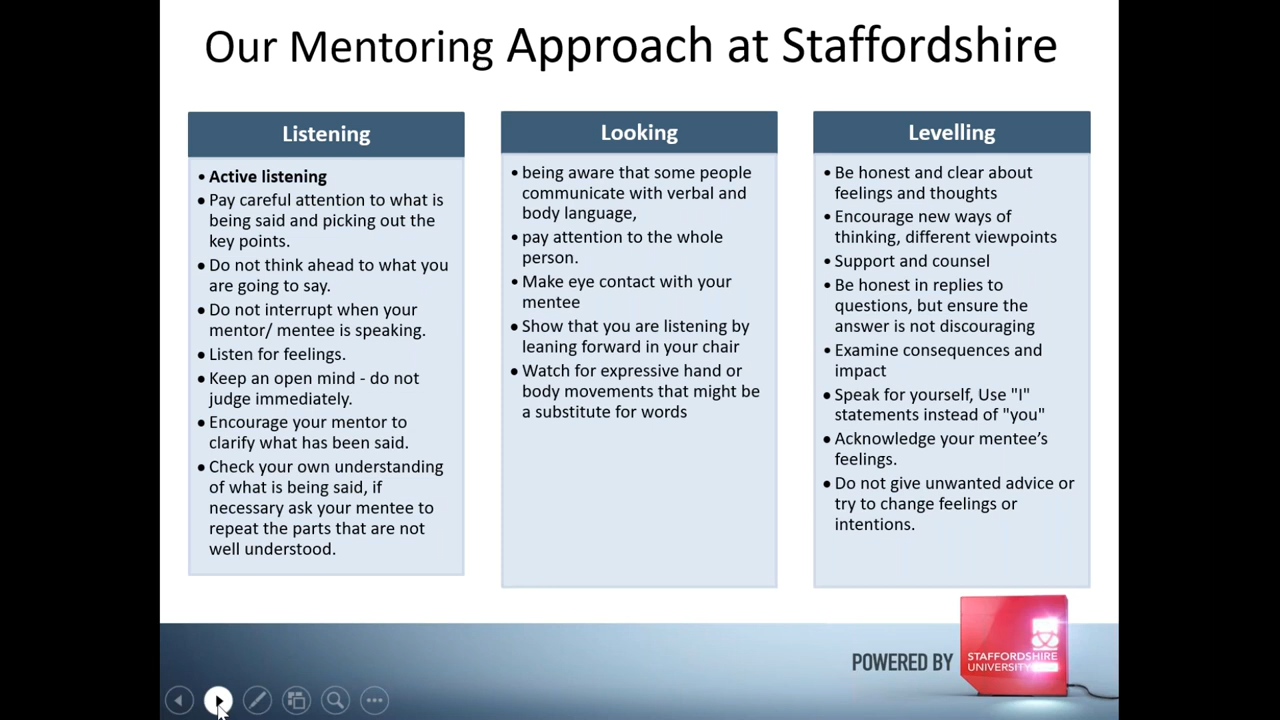 Our Mentoring Approach at Staffordshire
Listening
• Active listening
• Pay careful attention to what is
being said and picking out the
key points.
• Do not think ahead to what you
are going to say.
• Do not interrupt when your
mentor/ mentee is speaking.
• Listen for feelings.
• Keep an open mind - do not
judge immediately.
• Encourage your mentor to
clarify what has been said.
• Check your own understanding
of what is being said, if
necessary ask your mentee to
repeat the parts that are not
well understood.
Looking
• being aware that some people
communicate with verbal and
body language,
• pay attention to the whole
person.
• Make eye contact with your
mentee
• Show that you are listening by
leaning forward in your chair
• Watch for expressive hand or
body movements that might be
a substitute for words
Levelling
• Be honest and clear about
feelings and thoughts
• Encourage new ways of
thinking, different viewpoints
• Support and counsel
• Be honest in replies to
questions, but ensure the
answer is not discouraging
• Examine consequences and
impact
• Speak for yourself, Use "I"
statements instead of "you"
• Acknowledge your mentee’s
feelings.
• Do not give unwanted advice or
try to change feelings or
intentions.
POWERED BY
STAFFORDSHIRE
UNIVERSITY